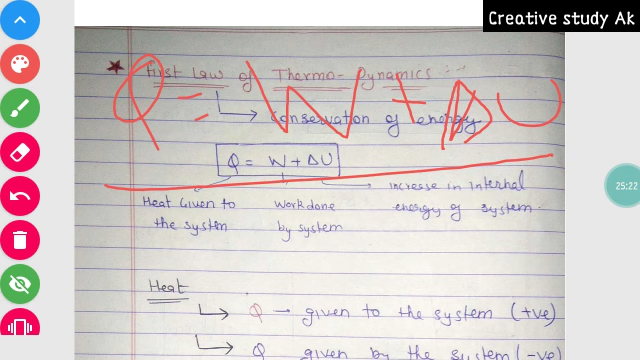 Creative study Ak
★ First Law of Thermo-Dynamics :-
Q = W + ΔU
↳ conservation of energy
Q = W + ΔU
Heat Given to the system
Work done by system
→ increase in internal energy of system.
Heat
↳ Q → given to the system (+ve)
↳ Q given by the system (-ve)
25:22